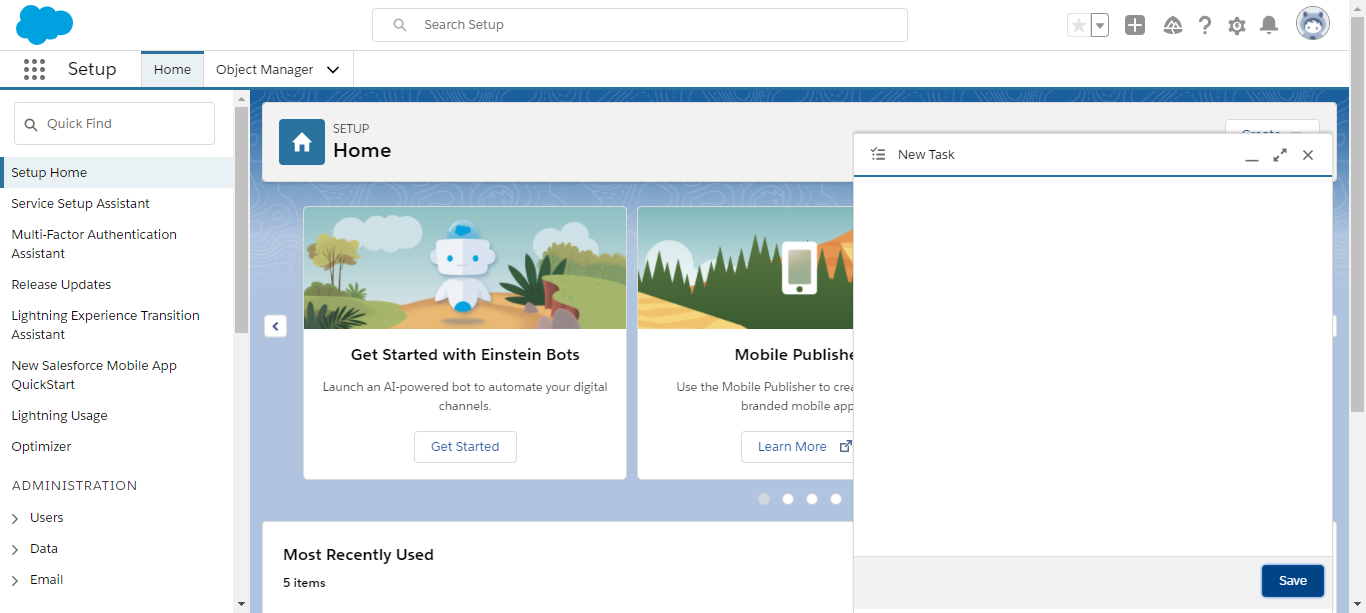 Search Setup
Setup
Home
Object Manager
Quick Find
Setup Home
Service Setup Assistant
Multi-Factor Authentication
Assistant
Release Updates
Lightning Experience Transition
Assistant
New Salesforce Mobile App
QuickStart
Lightning Usage
Optimizer
ADMINISTRATION
Users
Data
Email
SETUP
Home
Get Started with Einstein Bots
Launch an AI-powered bot to automate your digital
channels.
Get Started
Mobile Publishe
Use the Mobile Publisher to crea
branded mobile app
Learn More
Most Recently Used
5 items
Create
New Task
Save